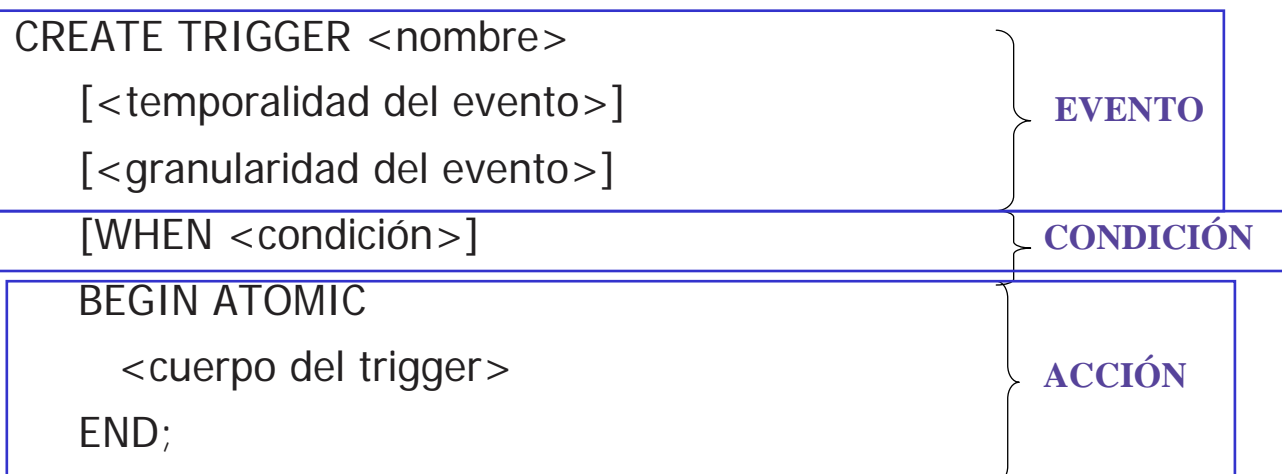 CREATE TRIGGER <nombre>
[<temporalidad del evento>]
EVENTO
[<granularidad del evento>]
[WHEN <condición>]
CONDICIÓN
BEGIN ATOMIC
<cuerpo del trigger>
ACCIÓN
END;